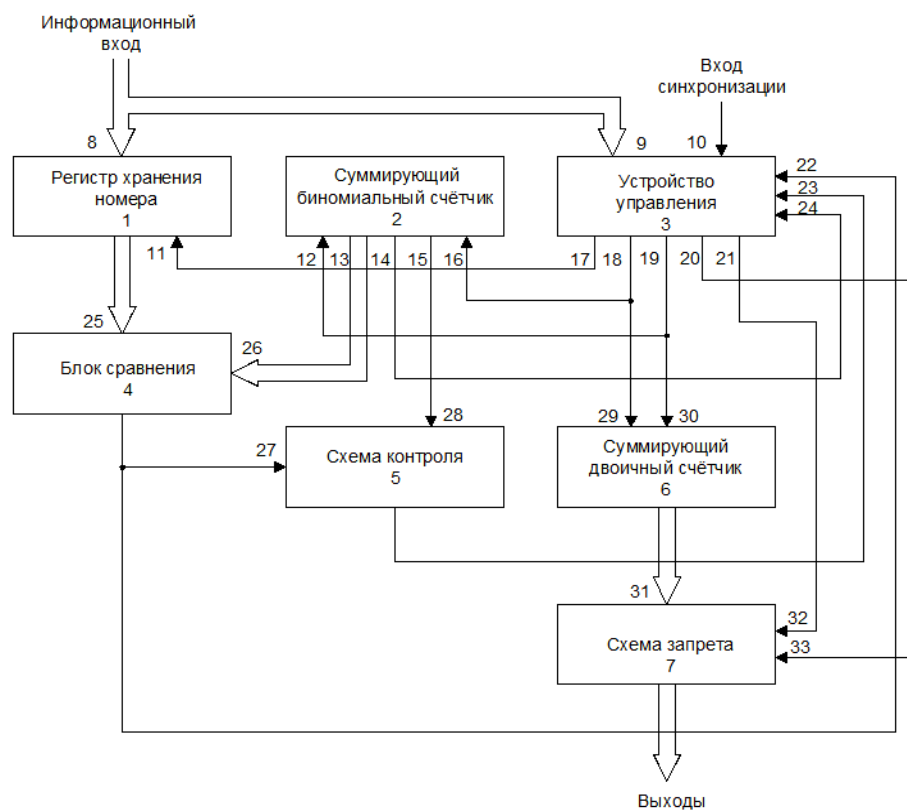 Информационный
вход
Вход
синхронизации
8
9
10
Регистр хранения
номера
1
Суммирующий
биномиальный счётчик
2
Устройство
управления
3
22
23
24
11
12
13
14
15
16
17
18
19
20
21
25
26
Блок сравнения
4
27
28
29
30
Схема контроля
5
Суммирующий
двоичный счётчик
6
31
32
33
Схема запрета
7
Выходы